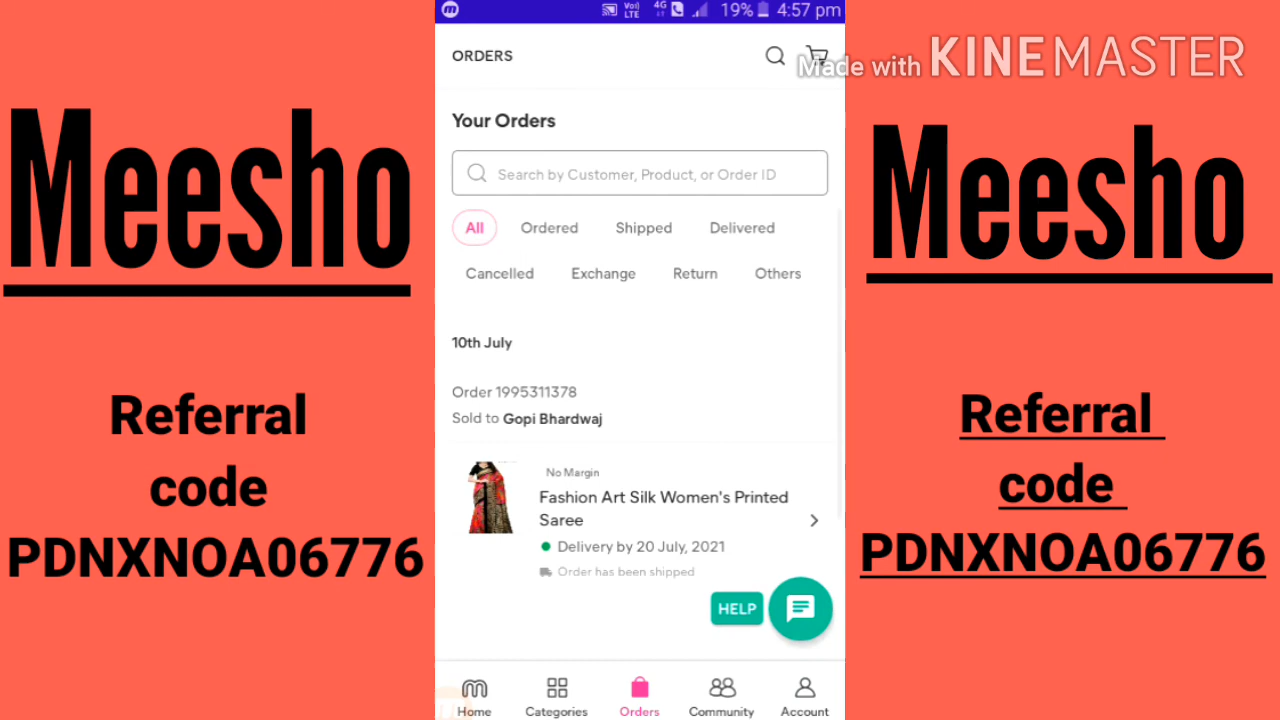 Meesho
Referral
code
PDNXNOA06776
Vo))
LTE
4G
19%
4:57 pm
ORDERS
Made with KINEMASTER
Your Orders
Search by Customer, Product, or Order ID
All Ordered Shipped Delivered
Cancelled Exchange Return Others
10th July
Order 1995311378
Sold to Gopi Bhardwaj
No Margin
Fashion Art Silk Women's Printed
Saree
Delivery by 20 July, 2021
Order has been shipped
HELP
Home Categories Orders Community Account
Meesho
Referral
code
PDNXNOA06776